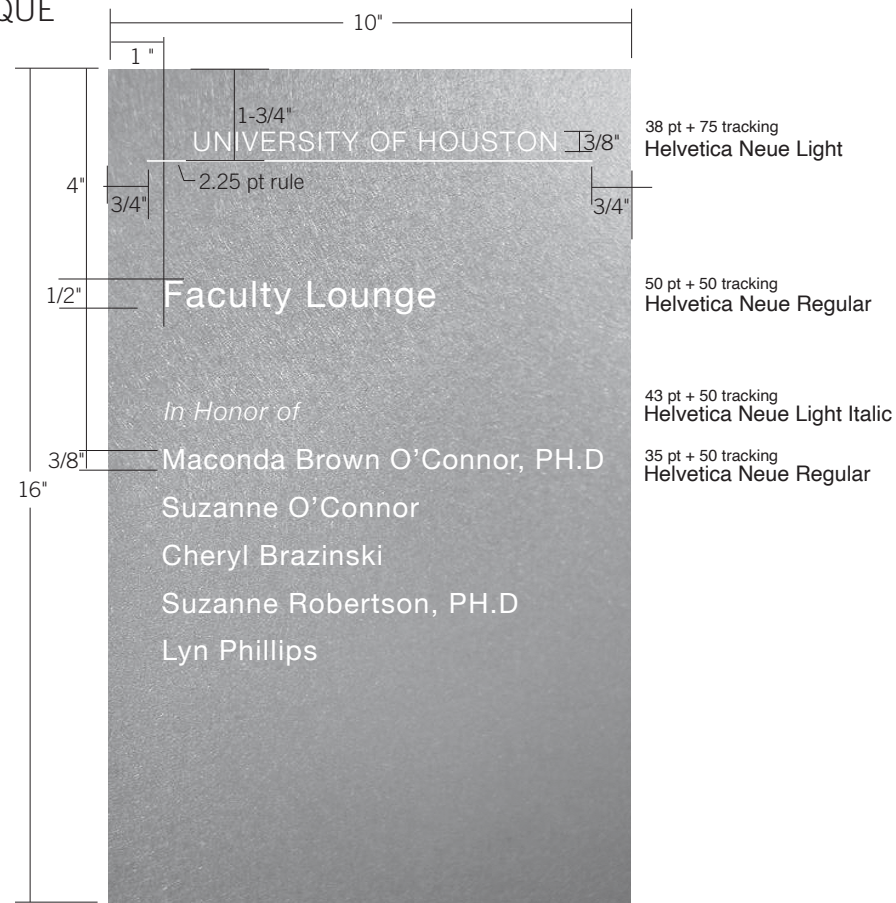 QUE
10"
1 "
1-3/4"
UNIVERSITY OF HOUSTON
3/8"
38 pt + 75 tracking
Helvetica Neue Light
2.25 pt rule
4"
3/4"
3/4"
1/2"
Faculty Lounge
50 pt + 50 tracking
Helvetica Neue Regular
In Honor of
43 pt + 50 tracking
Helvetica Neue Light Italic
3/8"
Maconda Brown O’Connor, PH.D
35 pt + 50 tracking
Helvetica Neue Regular
16"
Suzanne O’Connor
Cheryl Brazinski
Suzanne Robertson, PH.D
Lyn Phillips